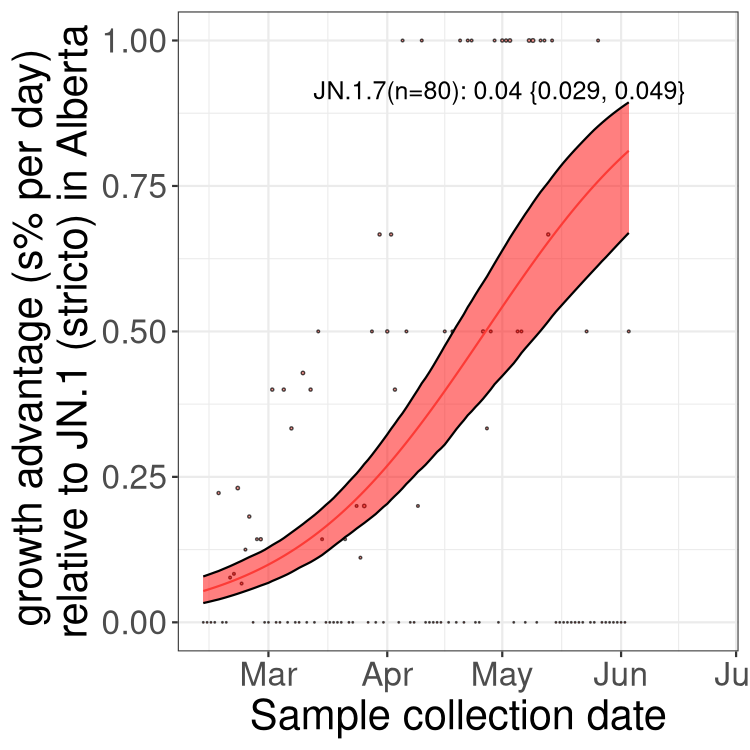 growth advantage (s% per day)
relative to JN.1 (stricto) in Alberta
1.00
0.75
0.50
0.25
0.00
JN.1.7(n=80): 0.04 {0.029, 0.049}
Mar Apr May Jun Ju
Sample collection date